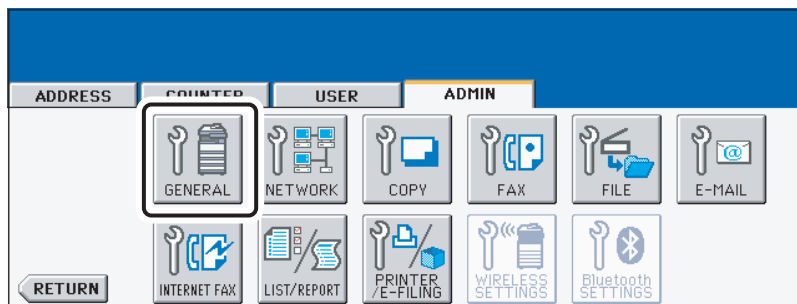 ADDRESS COUNTER USER ADMIN
GENERAL NETWORK COPY FAX FILE E-MAIL
INTERNET FAX LIST/REPORT PRINTER /E-FILING WIRELESS SETTINGS Bluetooth SETTINGS
RETURN